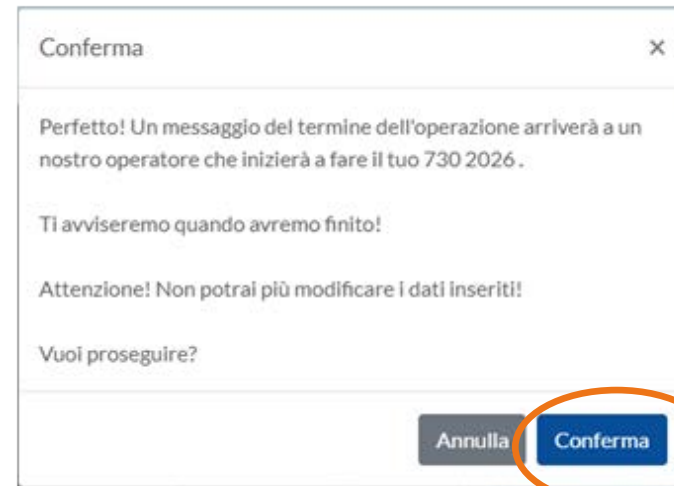 Conferma ×
Perfetto! Un messaggio del termine dell'operazione arriverà a un
nostro operatore che inizierà a fare il tuo 730 2026.
Ti avviseremo quando avremo finito!
Attenzione! Non potrai più modificare i dati inseriti!
Vuoi proseguire?
Annulla Conferma